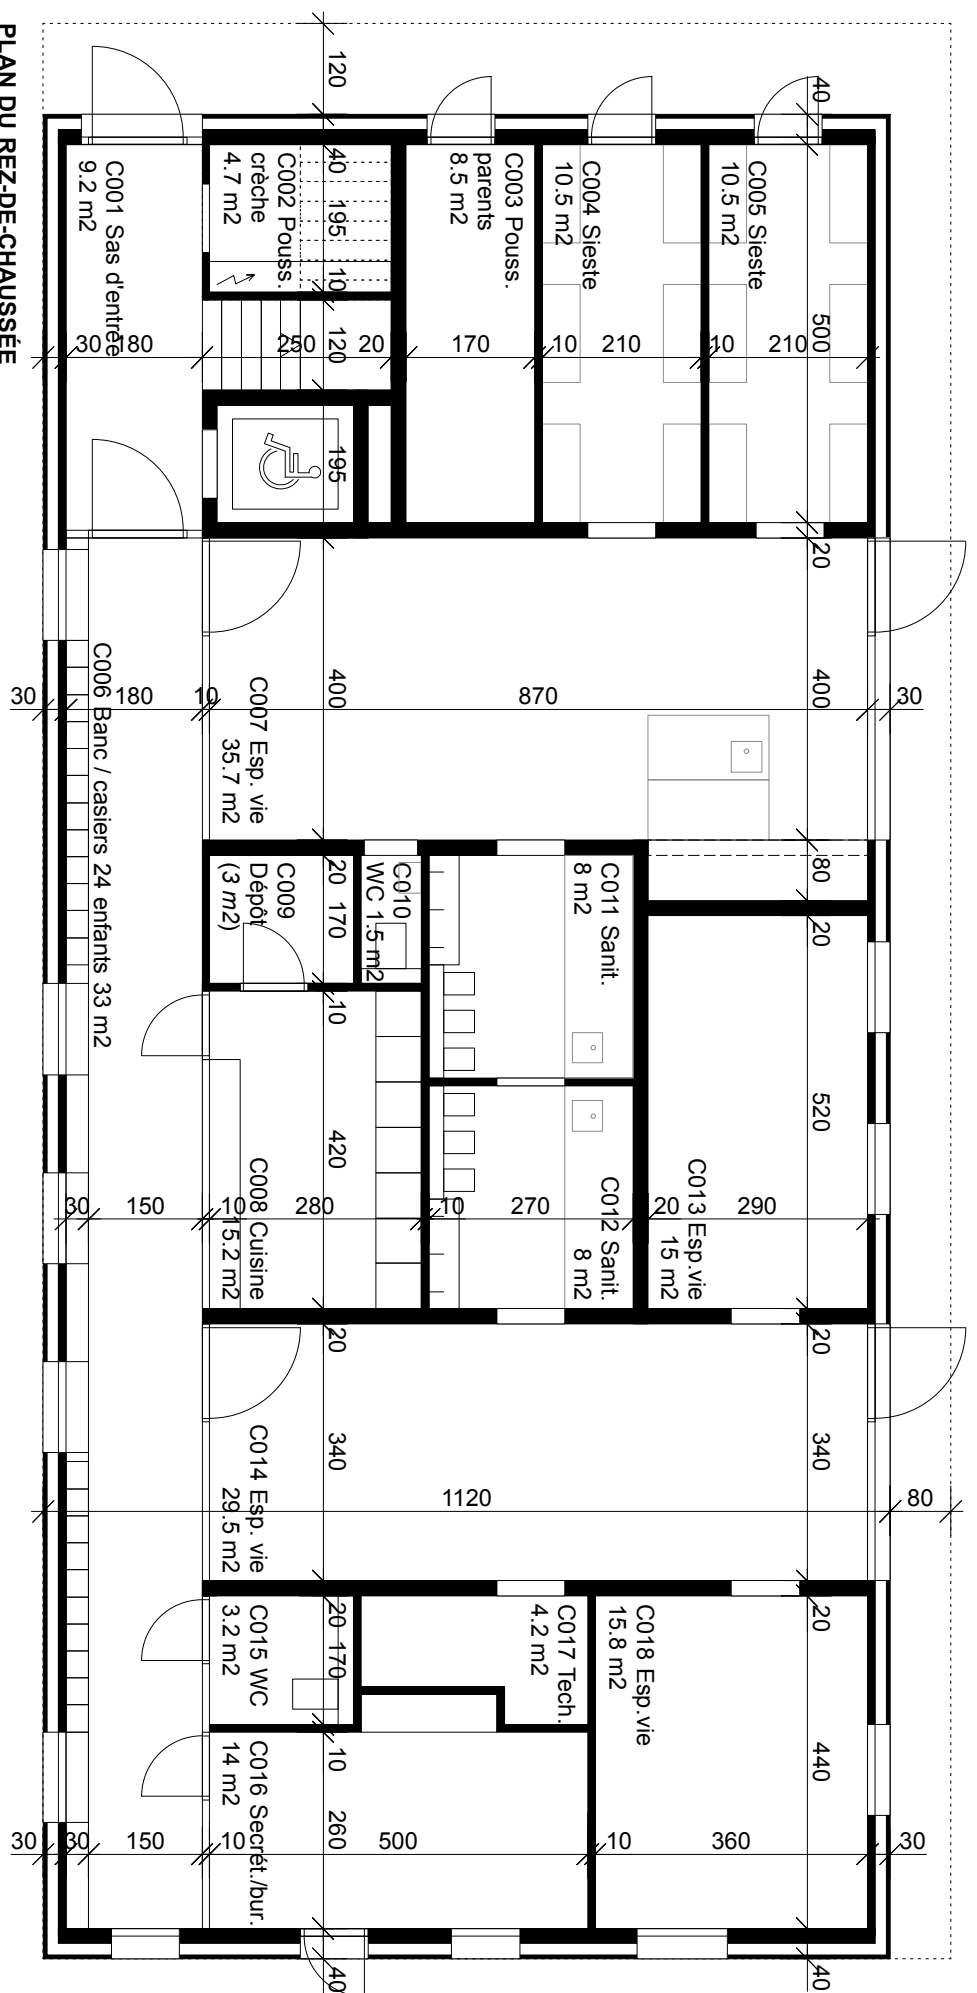 PLAN DU REZ-DE-CHAUSSÉE
C001 Sas d'entrée
9.2 m2
C002 Pouss.
crèche
4.7 m2
C003 Pouss.
parents
8.5 m2
C004 Sieste
10.5 m2
C005 Sieste
10.5 m2
C006 Banc / casiers 24 enfants 33 m2
C007 Esp. vie
35.7 m2
C009
Dépôt
(3 m2)
C010
WC 1.5 m2
C011 Sanit.
8 m2
C008 Cuisine
15.2 m2
C012 Sanit.
8 m2
C013 Esp.vie
15 m2
C014 Esp. vie
29.5 m2
C015 WC
3.2 m2
C017 Tech.
4.2 m2
C018 Esp.vie
15.8 m2
C016 Secrét./bur.
14 m2
120
40
195
10
120
195
400
20
170
10
420
20
340
20
170
10
260
40
40
500
20
400
80
20
520
20
340
20
440
40
30
180
250
20
170
10
210
10
210
30
180
10
870
30
30
150
10
280
10
270
20
290
1120
80
30
30
150
10
500
10
360
30